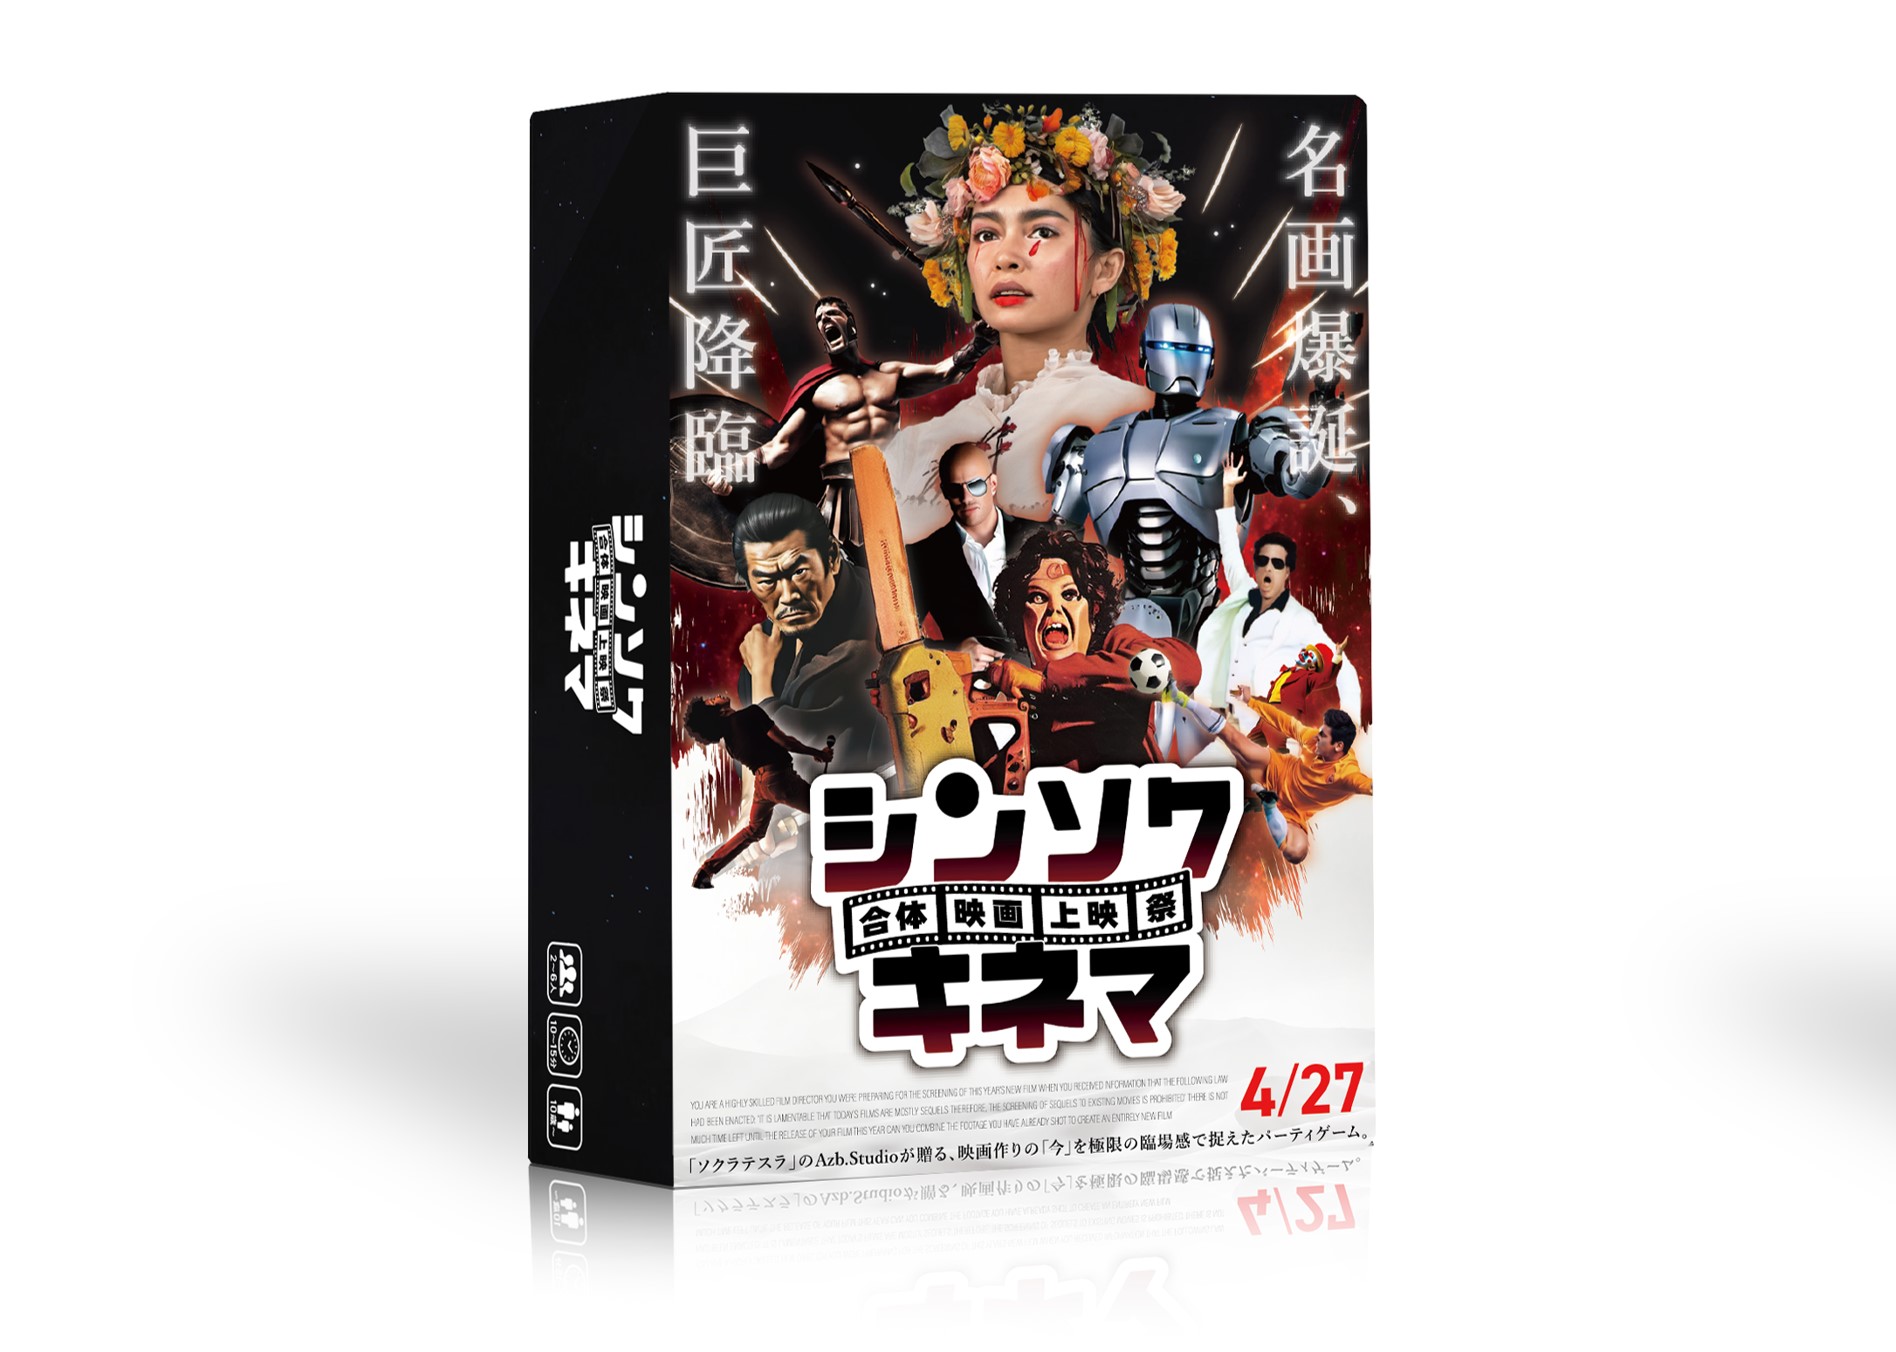 名画爆誕、
巨匠降臨
シンソク
合体映画上映祭
キネマ
4/27
YOU ARE A HIGHLY SKILLED FILM DIRECTOR YOU WERE PREPARING FOR THE SCREENING OF THIS YEAR'S NEW FILM WHEN YOU RECEIVED INFORMATION THAT THE FOLLOWING LAW
HAD BEEN ENACTED: "IT IS LAMENTABLE THAT TODAY'S FILMS ARE MOSTLY SEQUELS THEREFORE, THE SCREENING OF SEQUELS TO EXISTING MOVIES IS PROHIBITED" THERE IS NOT
MUCH TIME LEFT UNTIL THE RELEASE OF YOUR FILM THIS YEAR CAN YOU COMBINE THE FOOTAGE YOU HAVE ALREADY SHOT TO CREATE AN ENTIRELY NEW FILM
「ソクラテスラ」のAzb.Studioが贈る、映画作りの「今」を極限の臨場感で捉えたパーティゲーム。
シンソク
合体映画上映祭
キネマ
2~6人
10~15分
10歳~